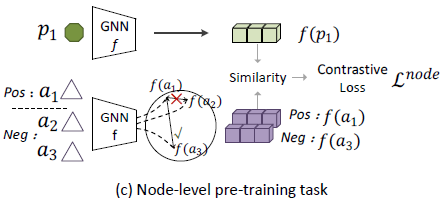 p₁ GNN f f(p₁)
Similarity Contrastive Loss ℒⁿᵒᵈᵉ
Pos : a₁ f(a₁)
Neg : a₂ GNN f f(a₂)
a₃ f(a₃)
Pos : f(a₁)
Neg : f(a₃)
(c) Node-level pre-training task